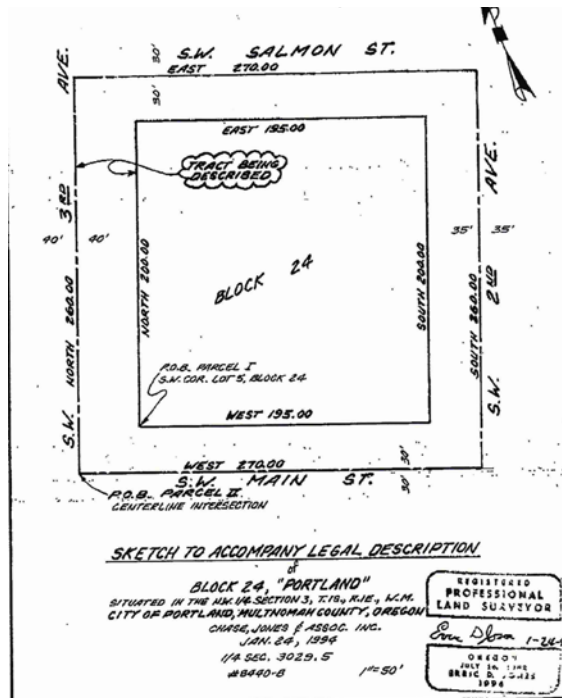 30'
S.W. SALMON ST.
EAST 270.00
30'
EAST 195.00
TRACT BEING
DESCRIBED
S.W. 3RD AVE.
40' 40'
NORTH 260.00
NORTH 200.00
BLOCK 24
SOUTH 200.00
35' 35'
SOUTH 260.00
S.W. 2ND AVE.
P.O.B. PARCEL I
S.W. COR. LOT 5, BLOCK 24
WEST 195.00
30'
WEST 270.00
S.W. MAIN ST.
30'
P.O.B. PARCEL II
CENTERLINE INTERSECTION
SKETCH TO ACCOMPANY LEGAL DESCRIPTION
of
BLOCK 24, "PORTLAND"
SITUATED IN THE N.W. 1/4 SECTION 3, T.1S., R.1E., W.M.
CITY OF PORTLAND, MULTNOMAH COUNTY, OREGON
CHASE, JONES & ASSOC. INC.
JAN. 24, 1994
1/4 SEC. 3029.5
#8440-B 1"=50'
REGISTERED
PROFESSIONAL
LAND SURVEYOR
OREGON
JULY